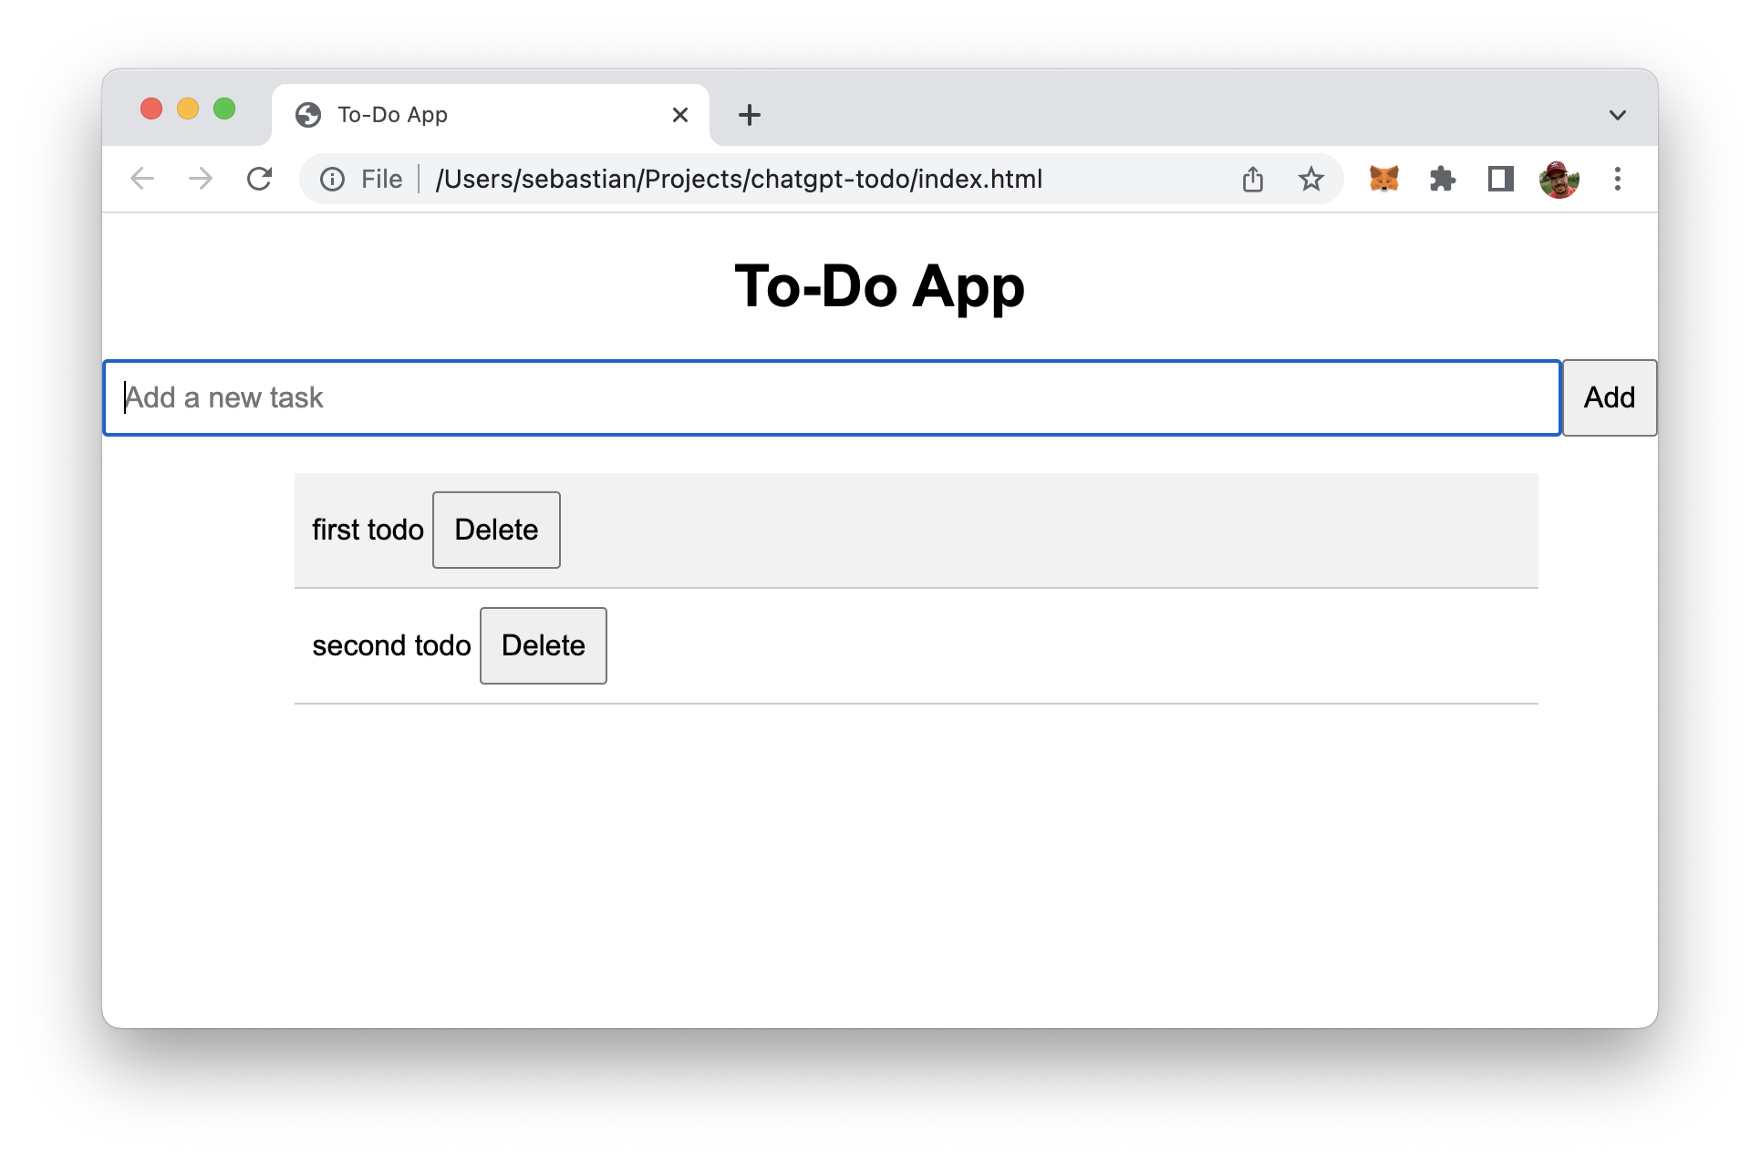 To-Do App
File /Users/sebastian/Projects/chatgpt-todo/index.html
To-Do App
Add a new task Add
first todo Delete
second todo Delete